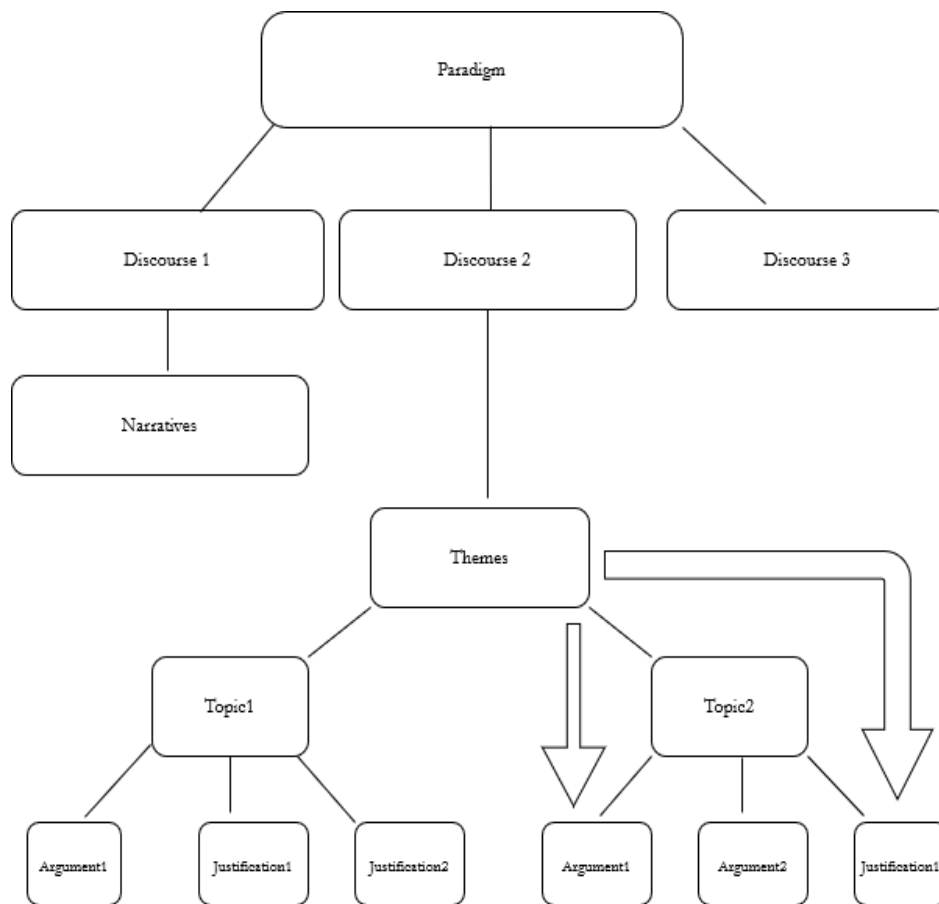 Paradigm
Discourse 1
Discourse 2
Discourse 3
Narratives
Themes
Topic1
Topic2
Argument1
Justification1
Justification2
Argument1
Argument2
Justification1